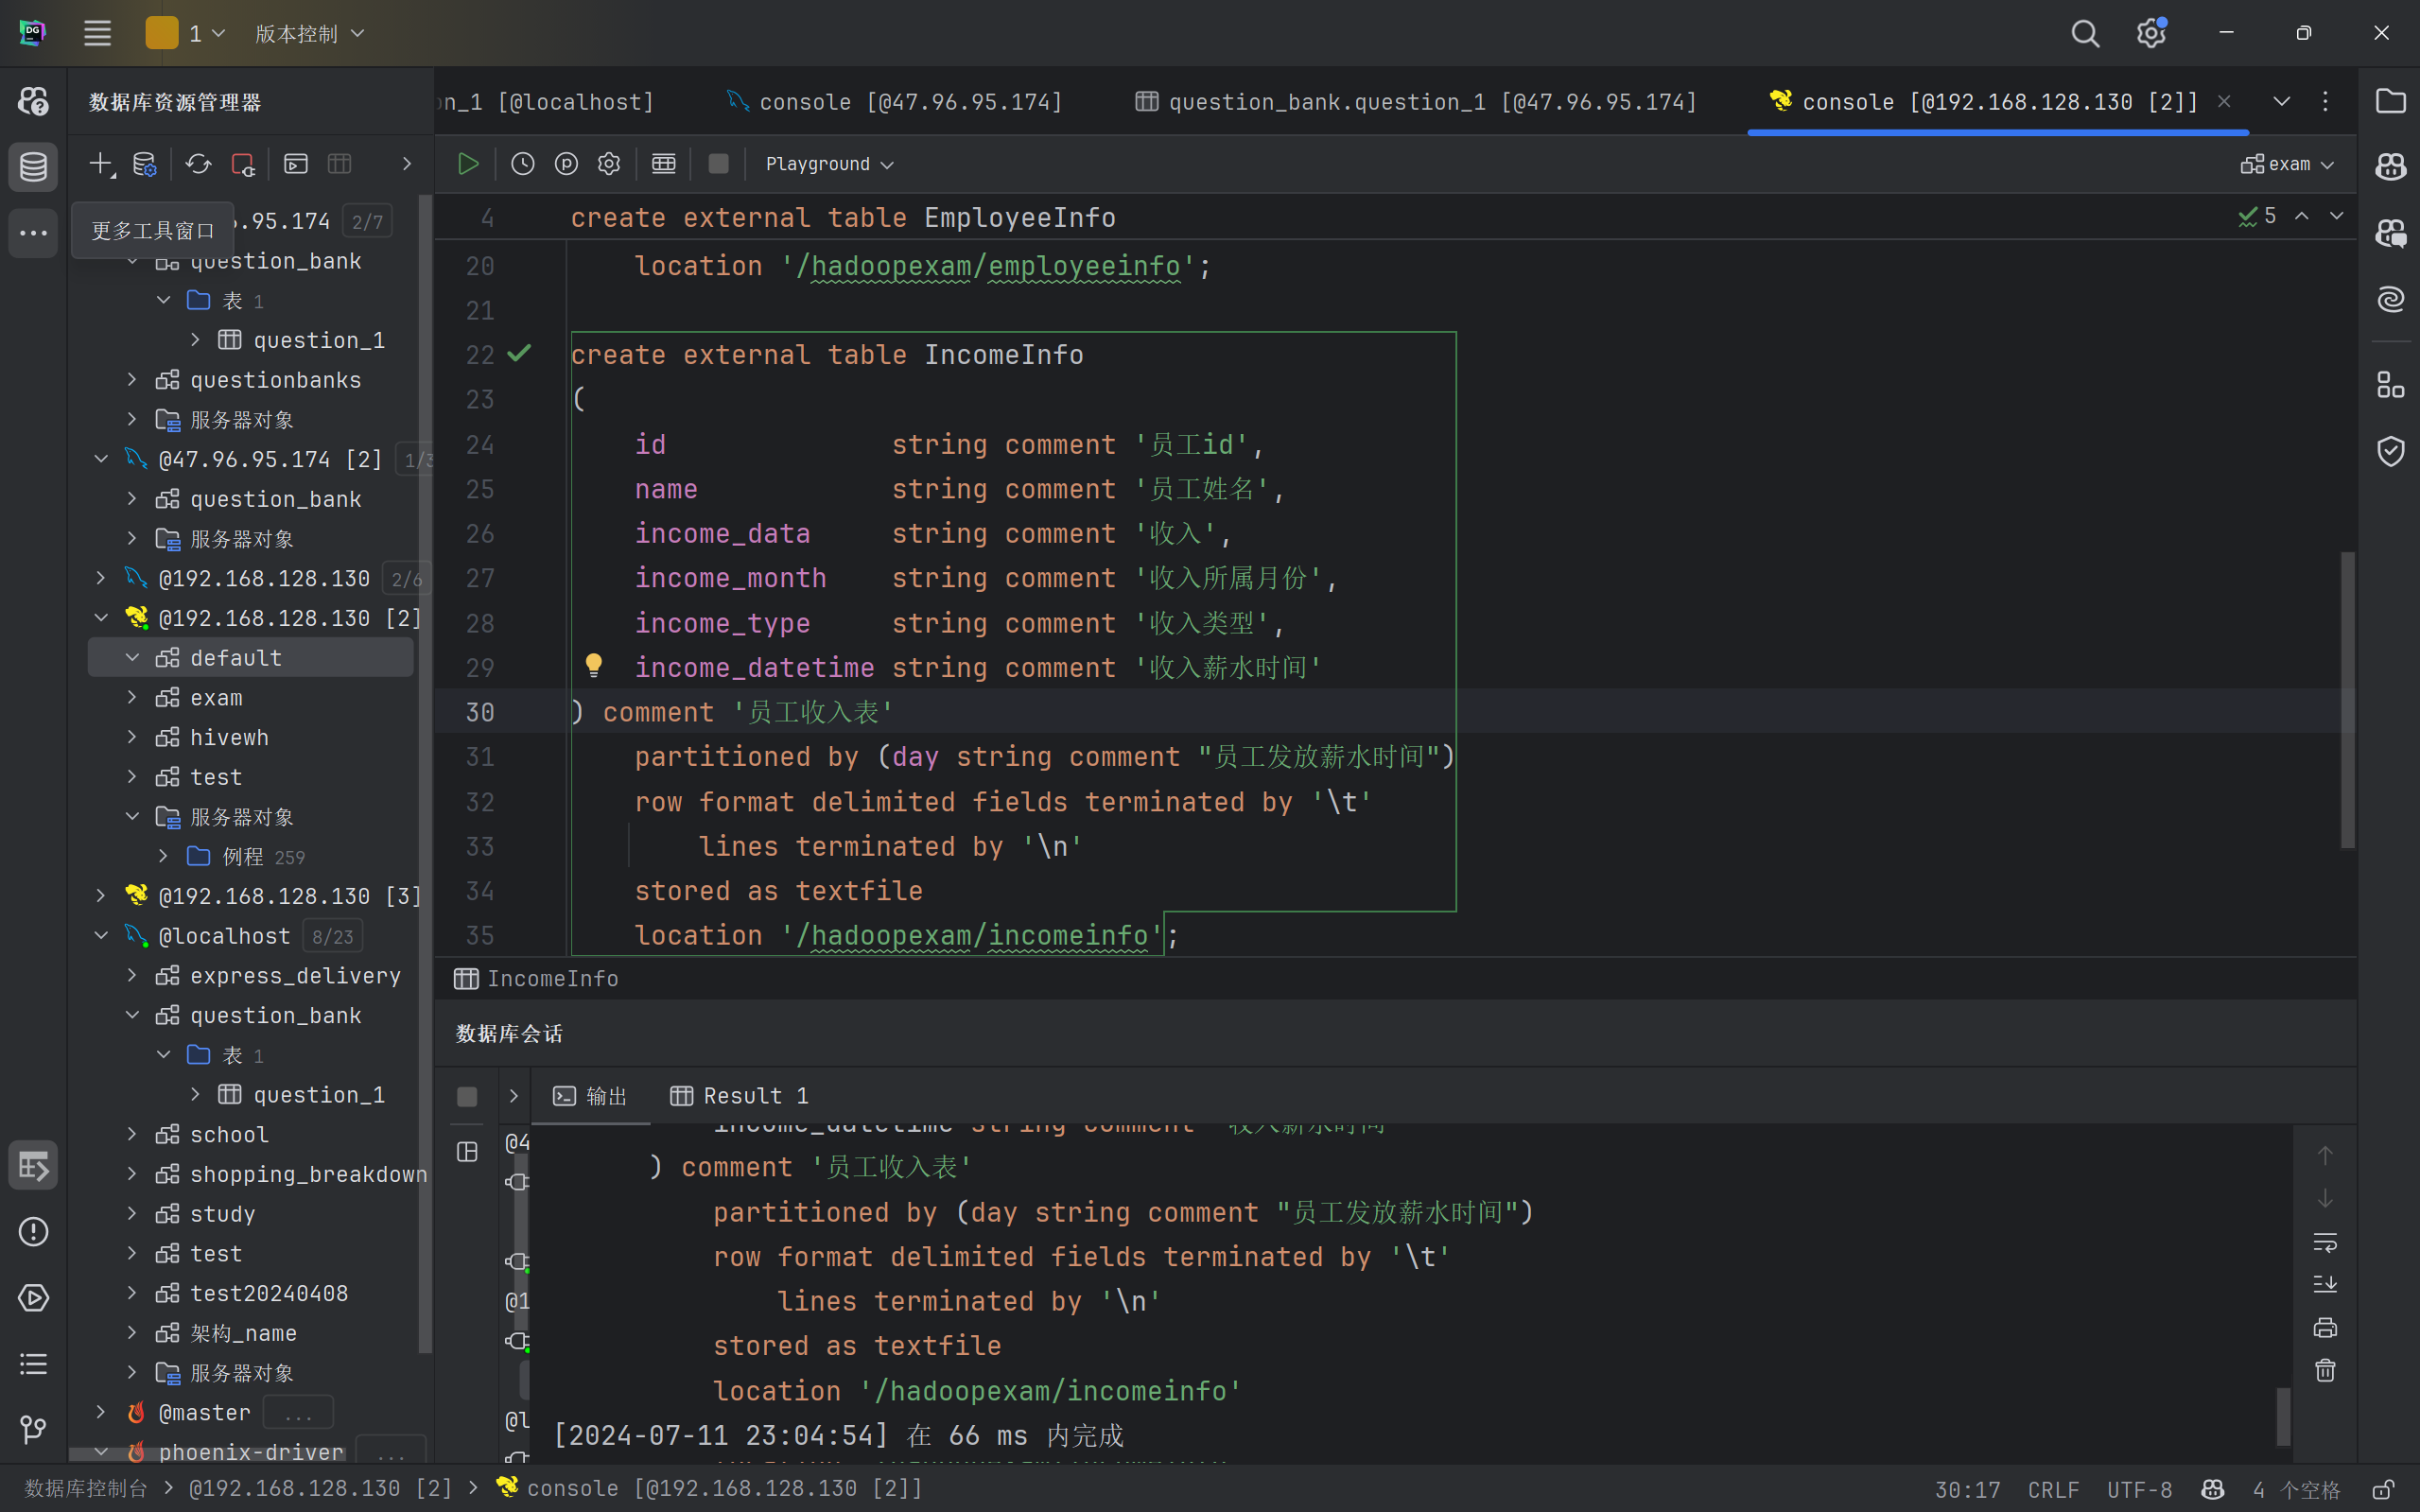 DG
1
版本控制
数据库资源管理器
n_1 [@localhost]
console [@47.96.95.174]
question_bank.question_1 [@47.96.95.174]
console [@192.168.128.130 [2]]
Playground
exam
更多工具窗口
.95.174 2/7
question_bank
表 1
question_1
questionbanks
服务器对象
@47.96.95.174 [2] 1/3
question_bank
服务器对象
@192.168.128.130 2/6
@192.168.128.130 [2]
default
exam
hivewh
test
服务器对象
例程 259
@192.168.128.130 [3]
@localhost 8/23
express_delivery
question_bank
表 1
question_1
school
shopping_breakdown
study
test
test20240408
架构_name
服务器对象
@master ...
phoenix-driver ...
4 create external table EmployeeInfo
5
20 location '/hadoopexam/employeeinfo';
21
22 create external table IncomeInfo
23 (
24 id string comment '员工id',
25 name string comment '员工姓名',
26 income_data string comment '收入',
27 income_month string comment '收入所属月份',
28 income_type string comment '收入类型',
29 income_datetime string comment '收入薪水时间'
30 ) comment '员工收入表'
31 partitioned by (day string comment "员工发放薪水时间")
32 row format delimited fields terminated by '\t'
33 lines terminated by '\n'
34 stored as textfile
35 location '/hadoopexam/incomeinfo';
IncomeInfo
数据库会话
输出
Result 1
@4
@1
@l
income_datetime string comment '收入薪水时间'
) comment '员工收入表'
partitioned by (day string comment "员工发放薪水时间")
row format delimited fields terminated by '\t'
lines terminated by '\n'
stored as textfile
location '/hadoopexam/incomeinfo'
[2024-07-11 23:04:54] 在 66 ms 内完成
数据库控制台 > @192.168.128.130 [2] > console [@192.168.128.130 [2]]
30:17
CRLF
UTF-8
4 个空格